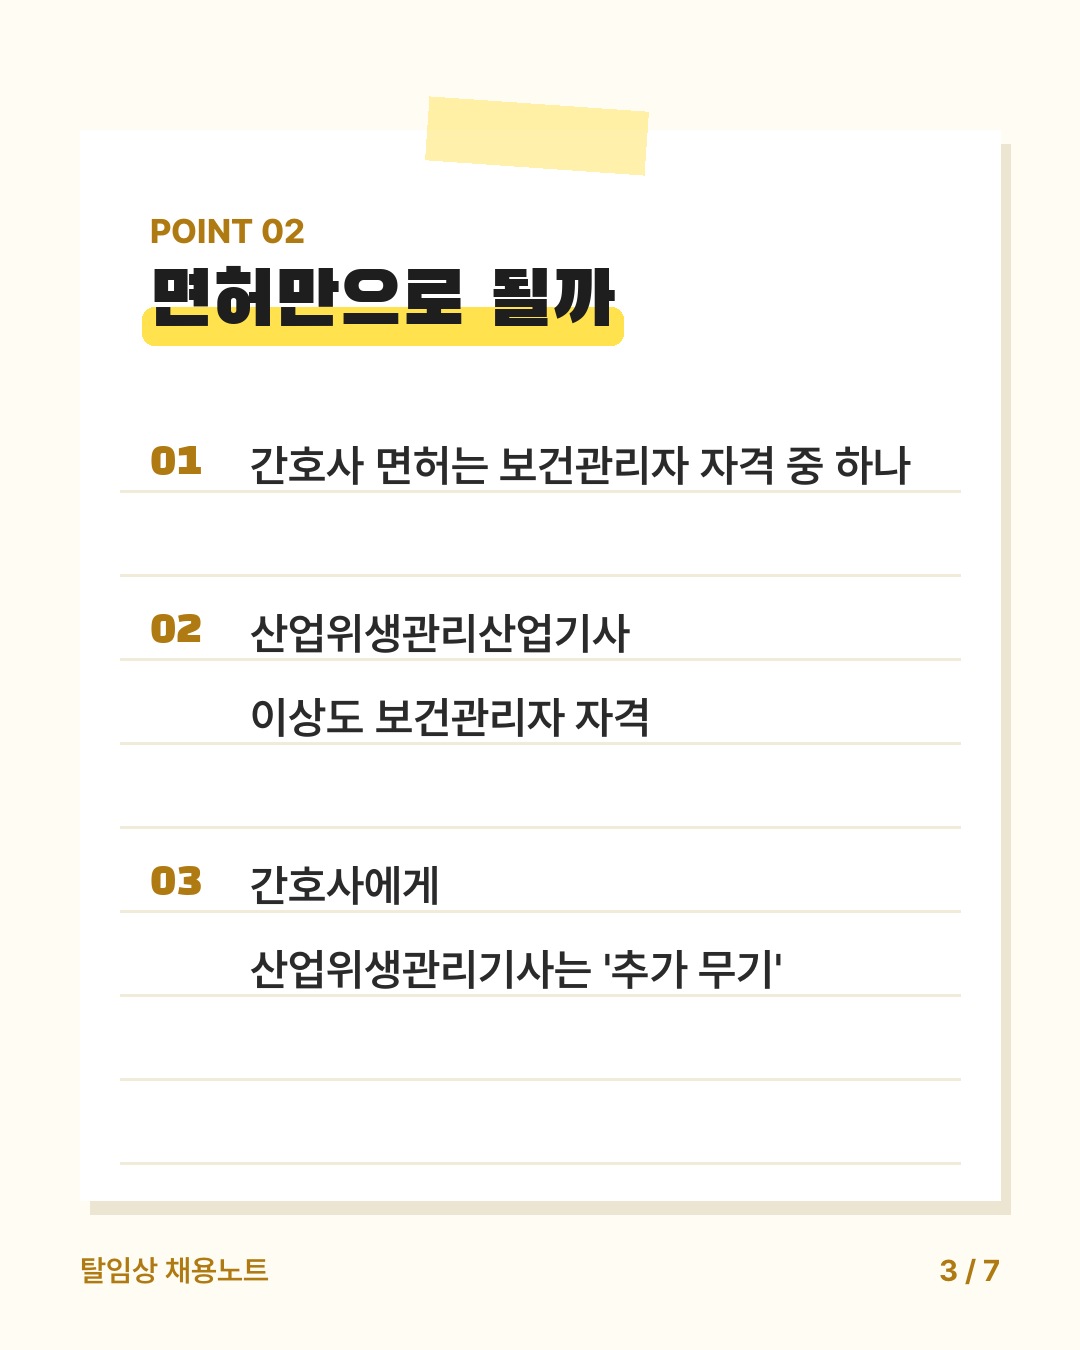 POINT 02
면허만으로 될까
01 간호사 면허는 보건관리자 자격 중 하나
02 산업위생관리산업기사
이상도 보건관리자 자격
03 간호사에게
산업위생관리기사는 '추가 무기'
탈임상 채용노트
3 / 7